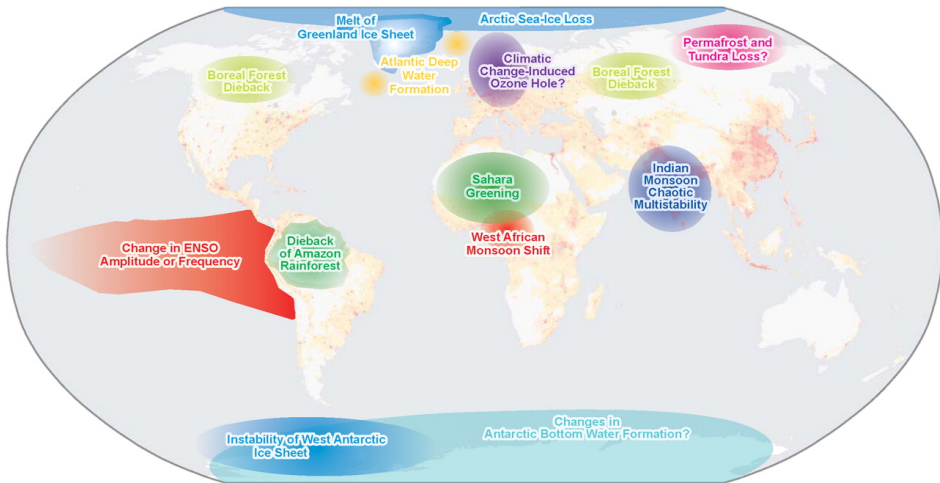 Melt of
Greenland Ice Sheet
Arctic Sea-Ice Loss
Atlantic Deep
Water
Formation
Climatic
Change-Induced
Ozone Hole?
Permafrost and
Tundra Loss?
Boreal Forest
Dieback
Boreal Forest
Dieback
Sahara
Greening
Indian
Monsoon
Chaotic
Multistability
West African
Monsoon Shift
Change in ENSO
Amplitude or Frequency
Dieback
of Amazon
Rainforest
Instability of West Antarctic
Ice Sheet
Changes in
Antarctic Bottom Water Formation?